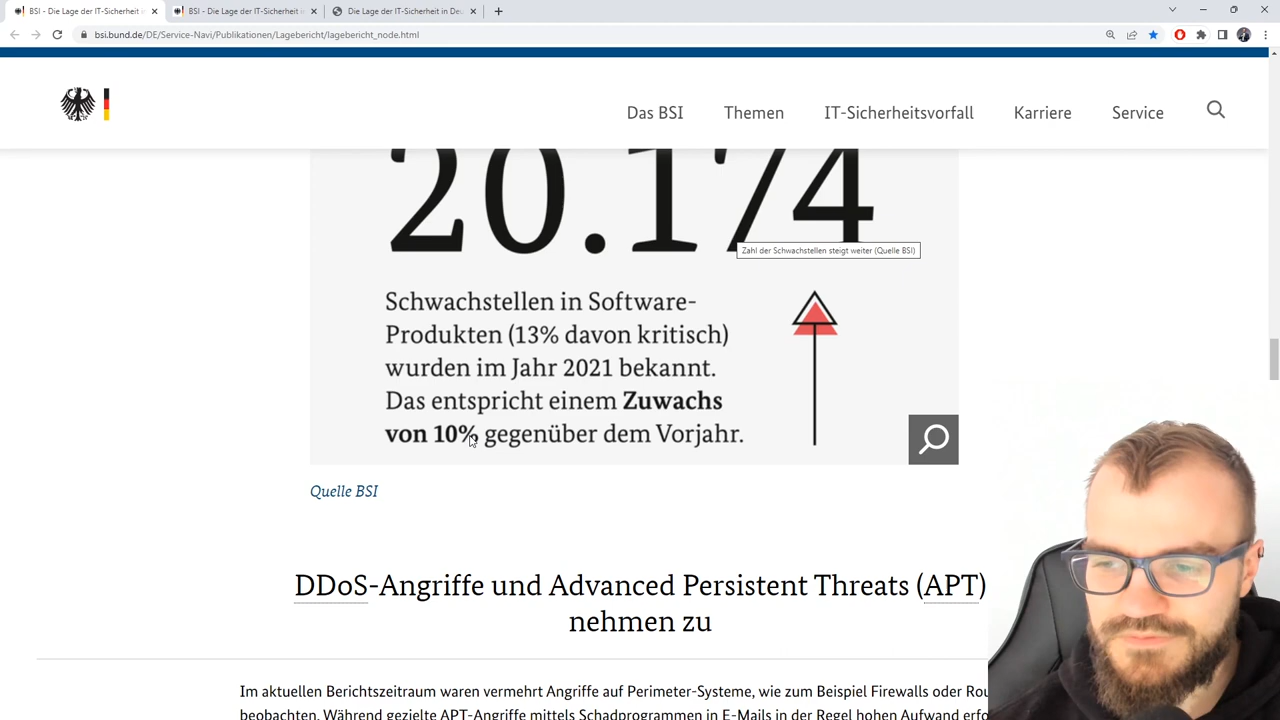 BSI - Die Lage der IT-Sicherheit in
BSI - Die Lage der IT-Sicherheit in
Die Lage der IT-Sicherheit in Deu
bsi.bund.de/DE/Service-Navi/Publikationen/Lagebericht/lagebericht_node.html
Das BSI
Themen
IT-Sicherheitsvorfall
Karriere
Service
20.174
Zahl der Schwachstellen steigt weiter (Quelle BSI)
Schwachstellen in Software-
Produkten (13% davon kritisch)
wurden im Jahr 2021 bekannt.
Das entspricht einem Zuwachs
von 10% gegenüber dem Vorjahr.
Quelle BSI
DDoS-Angriffe und Advanced Persistent Threats (APT)
nehmen zu
Im aktuellen Berichtszeitraum waren vermehrt Angriffe auf Perimeter-Systeme, wie zum Beispiel Firewalls oder Rou
beobachten. Während gezielte APT-Angriffe mittels Schadprogrammen in E-Mails in der Regel hohen Aufwand erfo